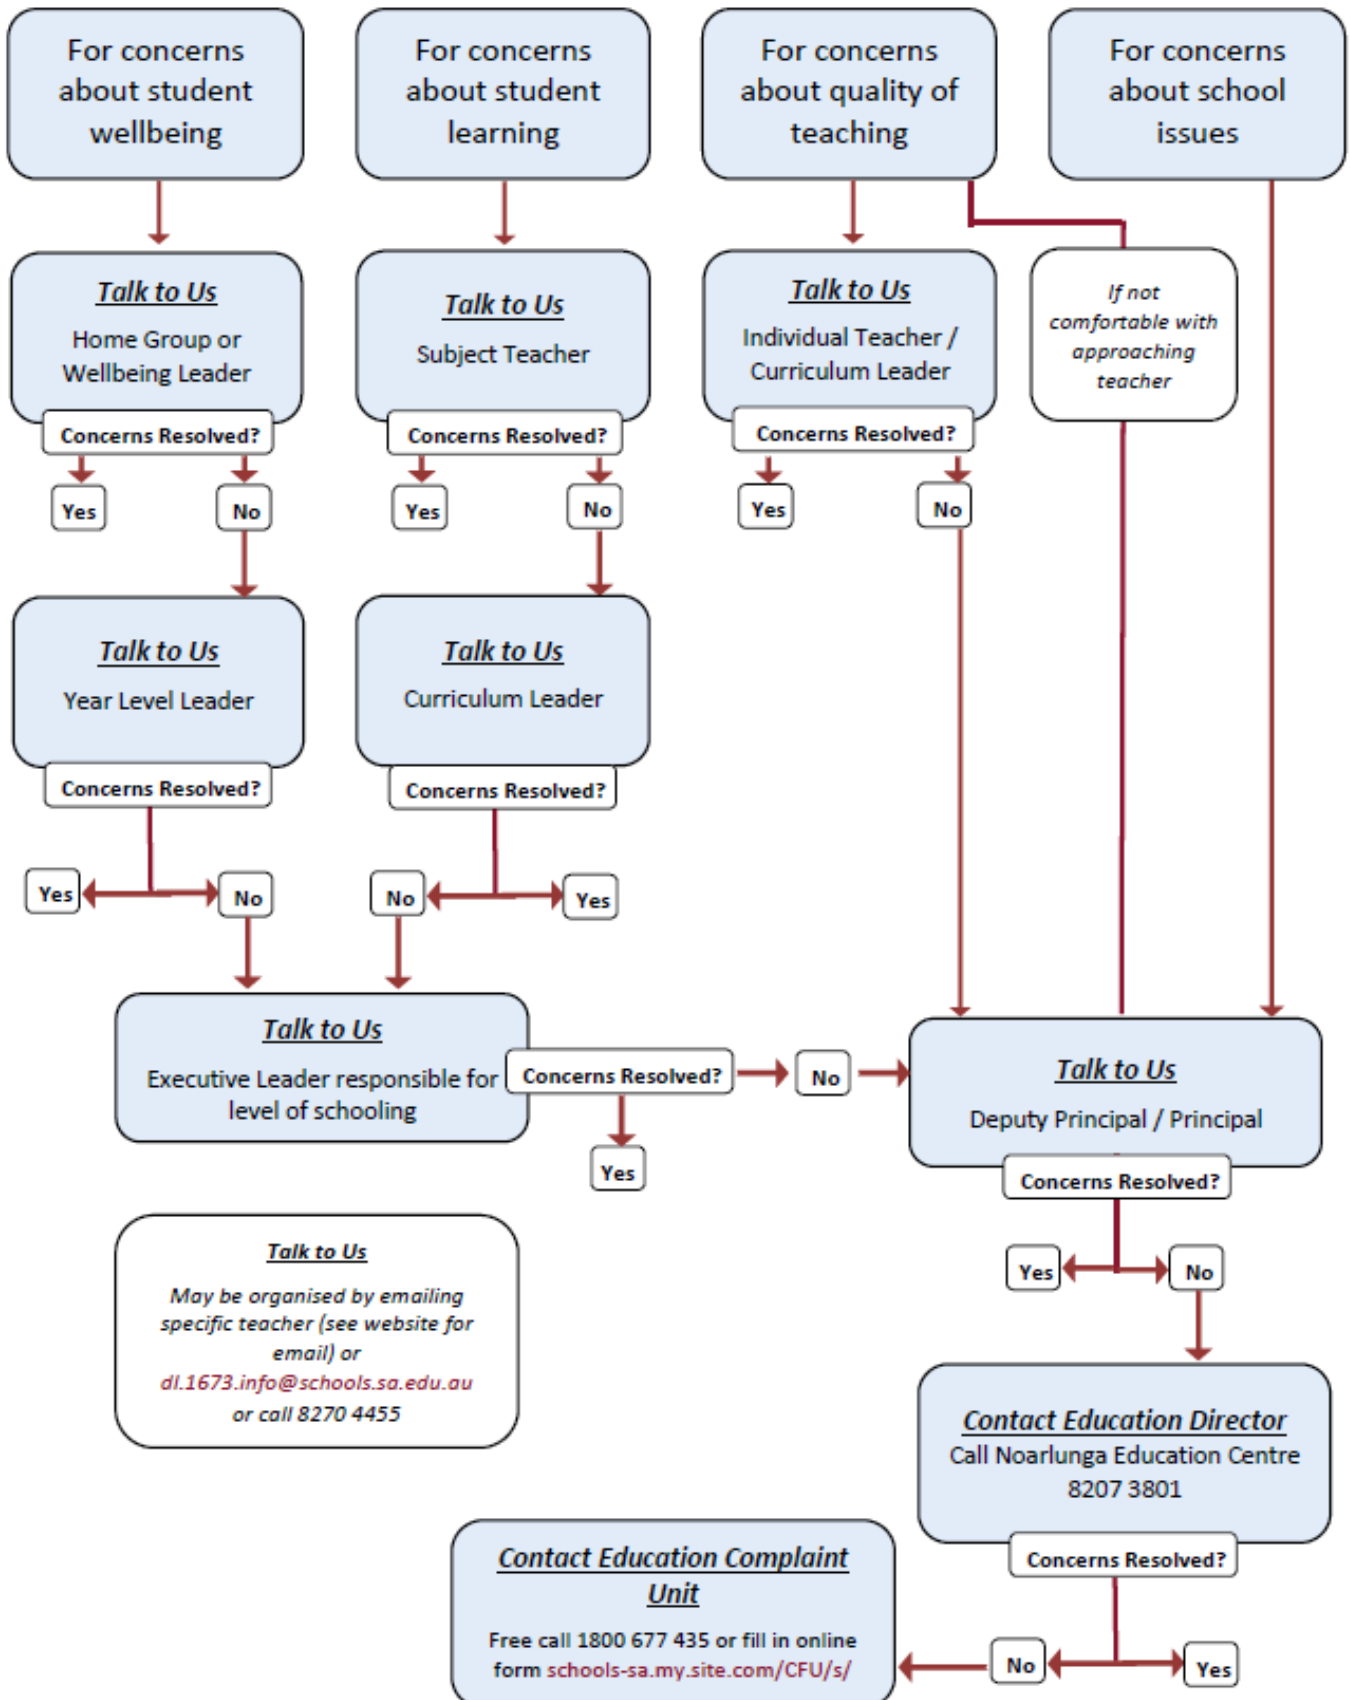 For concerns
about student
wellbeing
For concerns
about student
learning
For concerns
about quality of
teaching
For concerns
about school
issues
Talk to Us
Home Group or
Wellbeing Leader
Concerns Resolved?
Yes
No
Talk to Us
Subject Teacher
Concerns Resolved?
Yes
No
Talk to Us
Individual Teacher /
Curriculum Leader
Concerns Resolved?
Yes
No
If not
comfortable with
approaching
teacher
Talk to Us
Year Level Leader
Concerns Resolved?
Yes
No
Talk to Us
Curriculum Leader
Concerns Resolved?
No
Yes
Talk to Us
Executive Leader responsible for
level of schooling
Concerns Resolved?
No
Yes
Talk to Us
Deputy Principal / Principal
Concerns Resolved?
Yes
No
Talk to Us
May be organised by emailing
specific teacher (see website for
email) or
dl.1673.info@schools.sa.edu.au
or call 8270 4455
Contact Education Director
Call Noarlunga Education Centre
8207 3801
Concerns Resolved?
No
Yes
Contact Education Complaint
Unit
Free call 1800 677 435 or fill in online
form schools-sa.my.site.com/CFU/s/